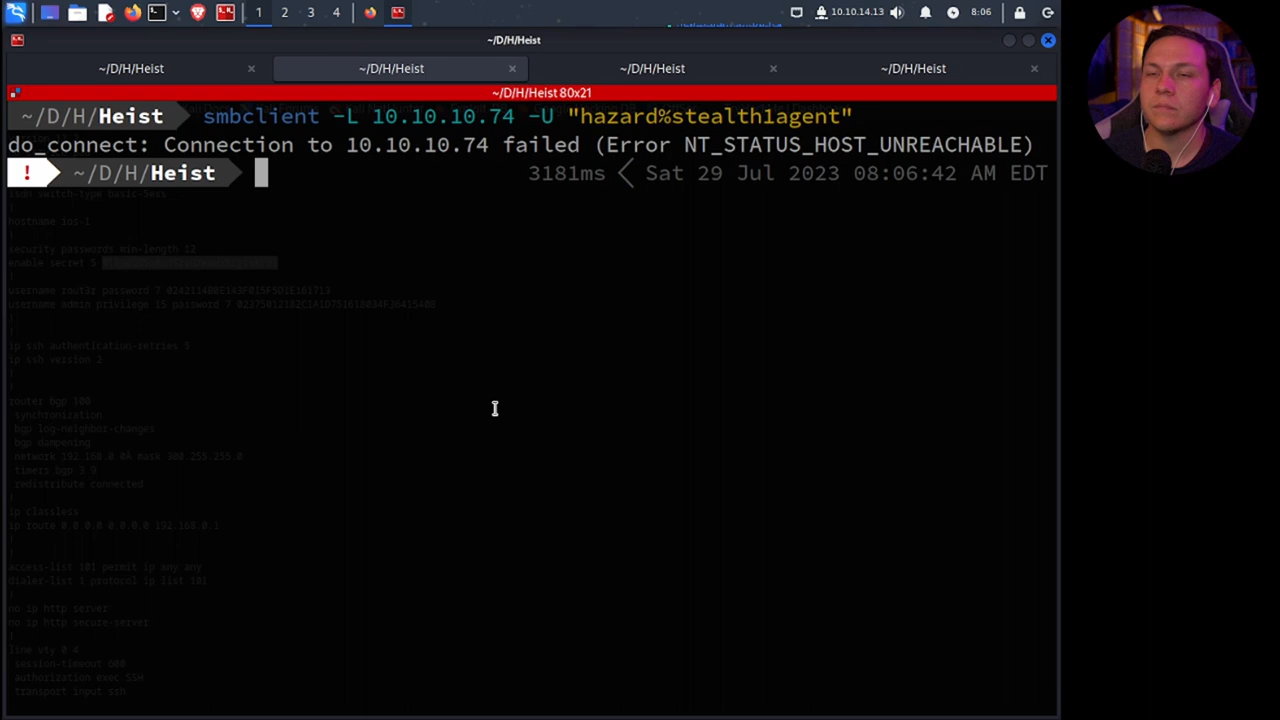 1 2 3 4 10.10.14.13 8:06
~/D/H/Heist
~/D/H/Heist ~/D/H/Heist ~/D/H/Heist ~/D/H/Heist
~/D/H/Heist 80x21
~/D/H/Heist smbclient -L 10.10.10.74 -U "hazard%stealth1agent"
do_connect: Connection to 10.10.10.74 failed (Error NT_STATUS_HOST_UNREACHABLE)
! ~/D/H/Heist 3181ms Sat 29 Jul 2023 08:06:42 AM EDT
isdn switch-type basic-5ess
!
hostname ios-1
!
security passwords min-length 12
enable secret 5
!
username rout3r password 7
username admin privilege 15 password 7
!
!
ip ssh authentication-retries 5
ip ssh version 2
!
!
router bgp 100
synchronization
bgp log-neighbor-changes
bgp dampening
network 192.168.0.0Â mask 300.255.255.0
timers bgp 3 9
redistribute connected
!
ip classless
ip route 0.0.0.0 0.0.0.0 192.168.0.1
!
!
access-list 101 permit ip any any
dialer-list 1 protocol ip list 101
!
no ip http server
no ip http secure-server
!
line vty 0 4
session-timeout 600
authorization exec SSH
transport input ssh